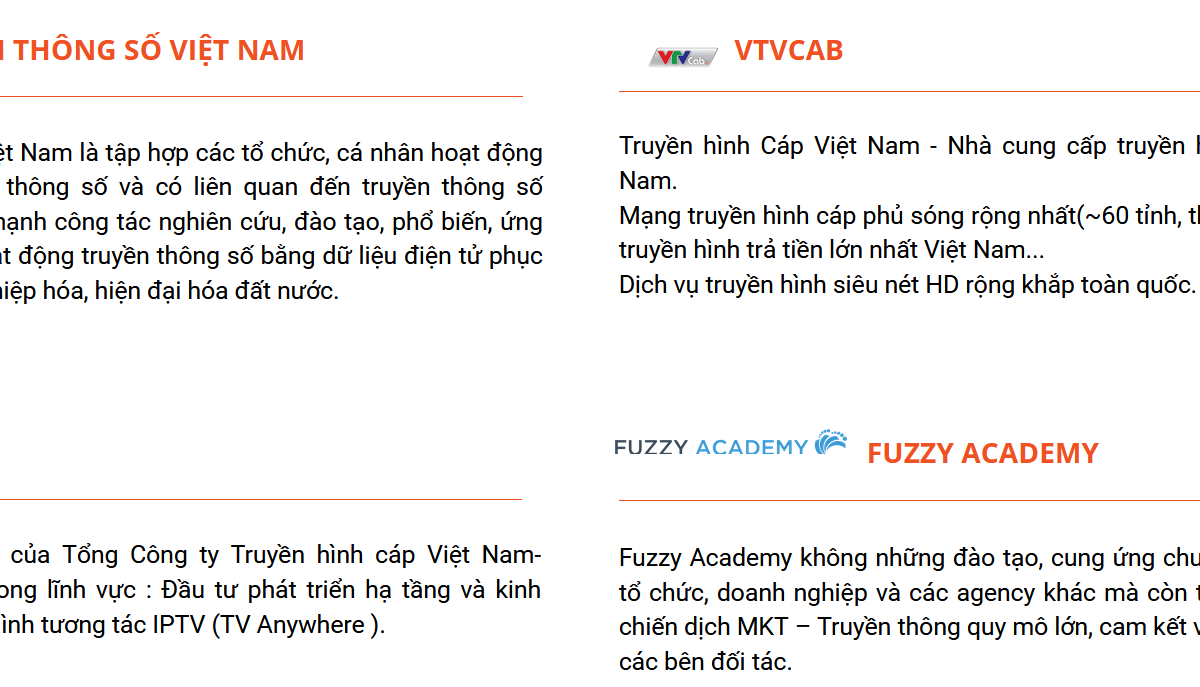 THÔNG SỐ VIỆT NAM
Nam là tập hợp các tổ chức, cá nhân hoạt động
thông số và có liên quan đến truyền thông số
công tác nghiên cứu, đào tạo, phổ biến, ứng
động truyền thông số bằng dữ liệu điện tử phục
hóa, hiện đại hóa đất nước.
VTVCab VTVCAB
Truyền hình Cáp Việt Nam - Nhà cung cấp truyền
Nam.
Mạng truyền hình cáp phủ sóng rộng nhất(~60 tỉnh,
truyền hình trả tiền lớn nhất Việt Nam...
Dịch vụ truyền hình siêu nét HD rộng khắp toàn quốc.
của Tổng Công ty Truyền hình cáp Việt Nam-
lĩnh vực : Đầu tư phát triển hạ tầng và kinh
tương tác IPTV (TV Anywhere ).
FUZZY ACADEMY FUZZY ACADEMY
Fuzzy Academy không những đào tạo, cung ứng
tổ chức, doanh nghiệp và các agency khác mà còn
chiến dịch MKT – Truyền thông quy mô lớn, cam kết
các bên đối tác.